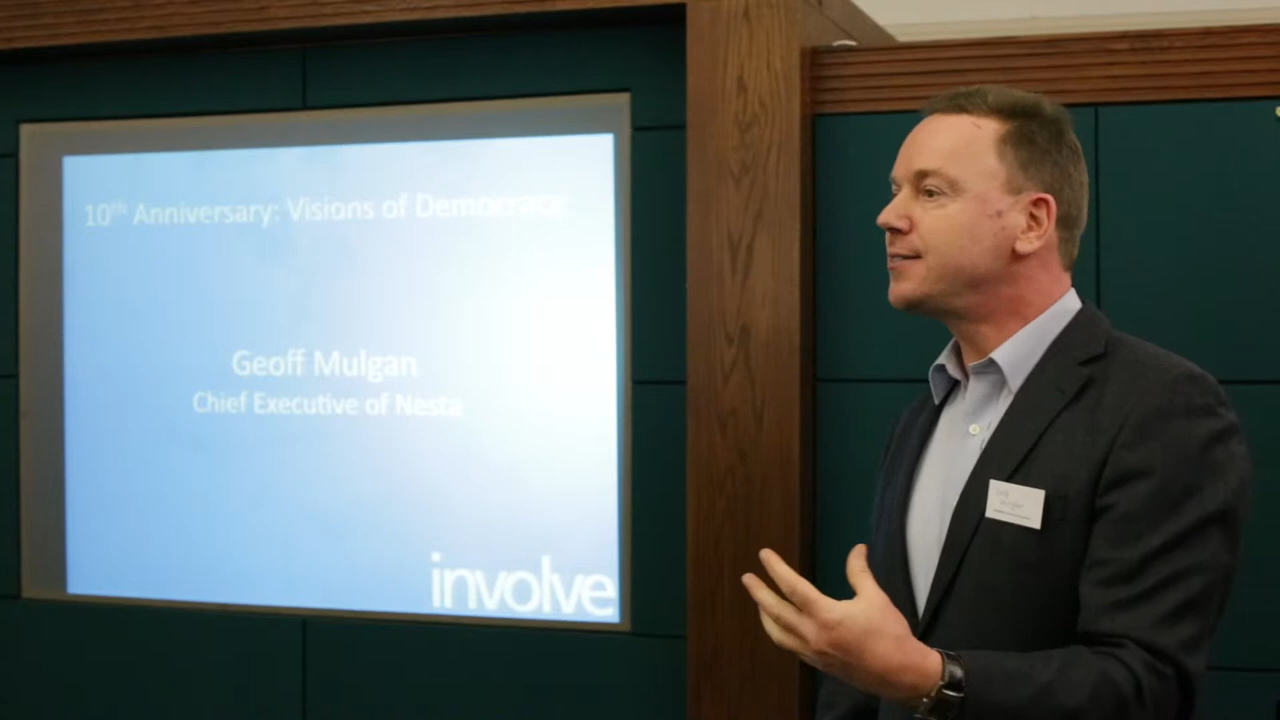 10th Anniversary: Visions of Democracy
Geoff Mulgan
Chief Executive of Nesta
involve